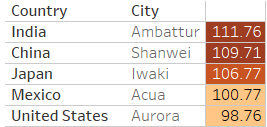 Country City
India Ambattur 111.76
China Shanwei 109.71
Japan Iwaki 106.77
Mexico Acua 100.77
United States Aurora 98.76